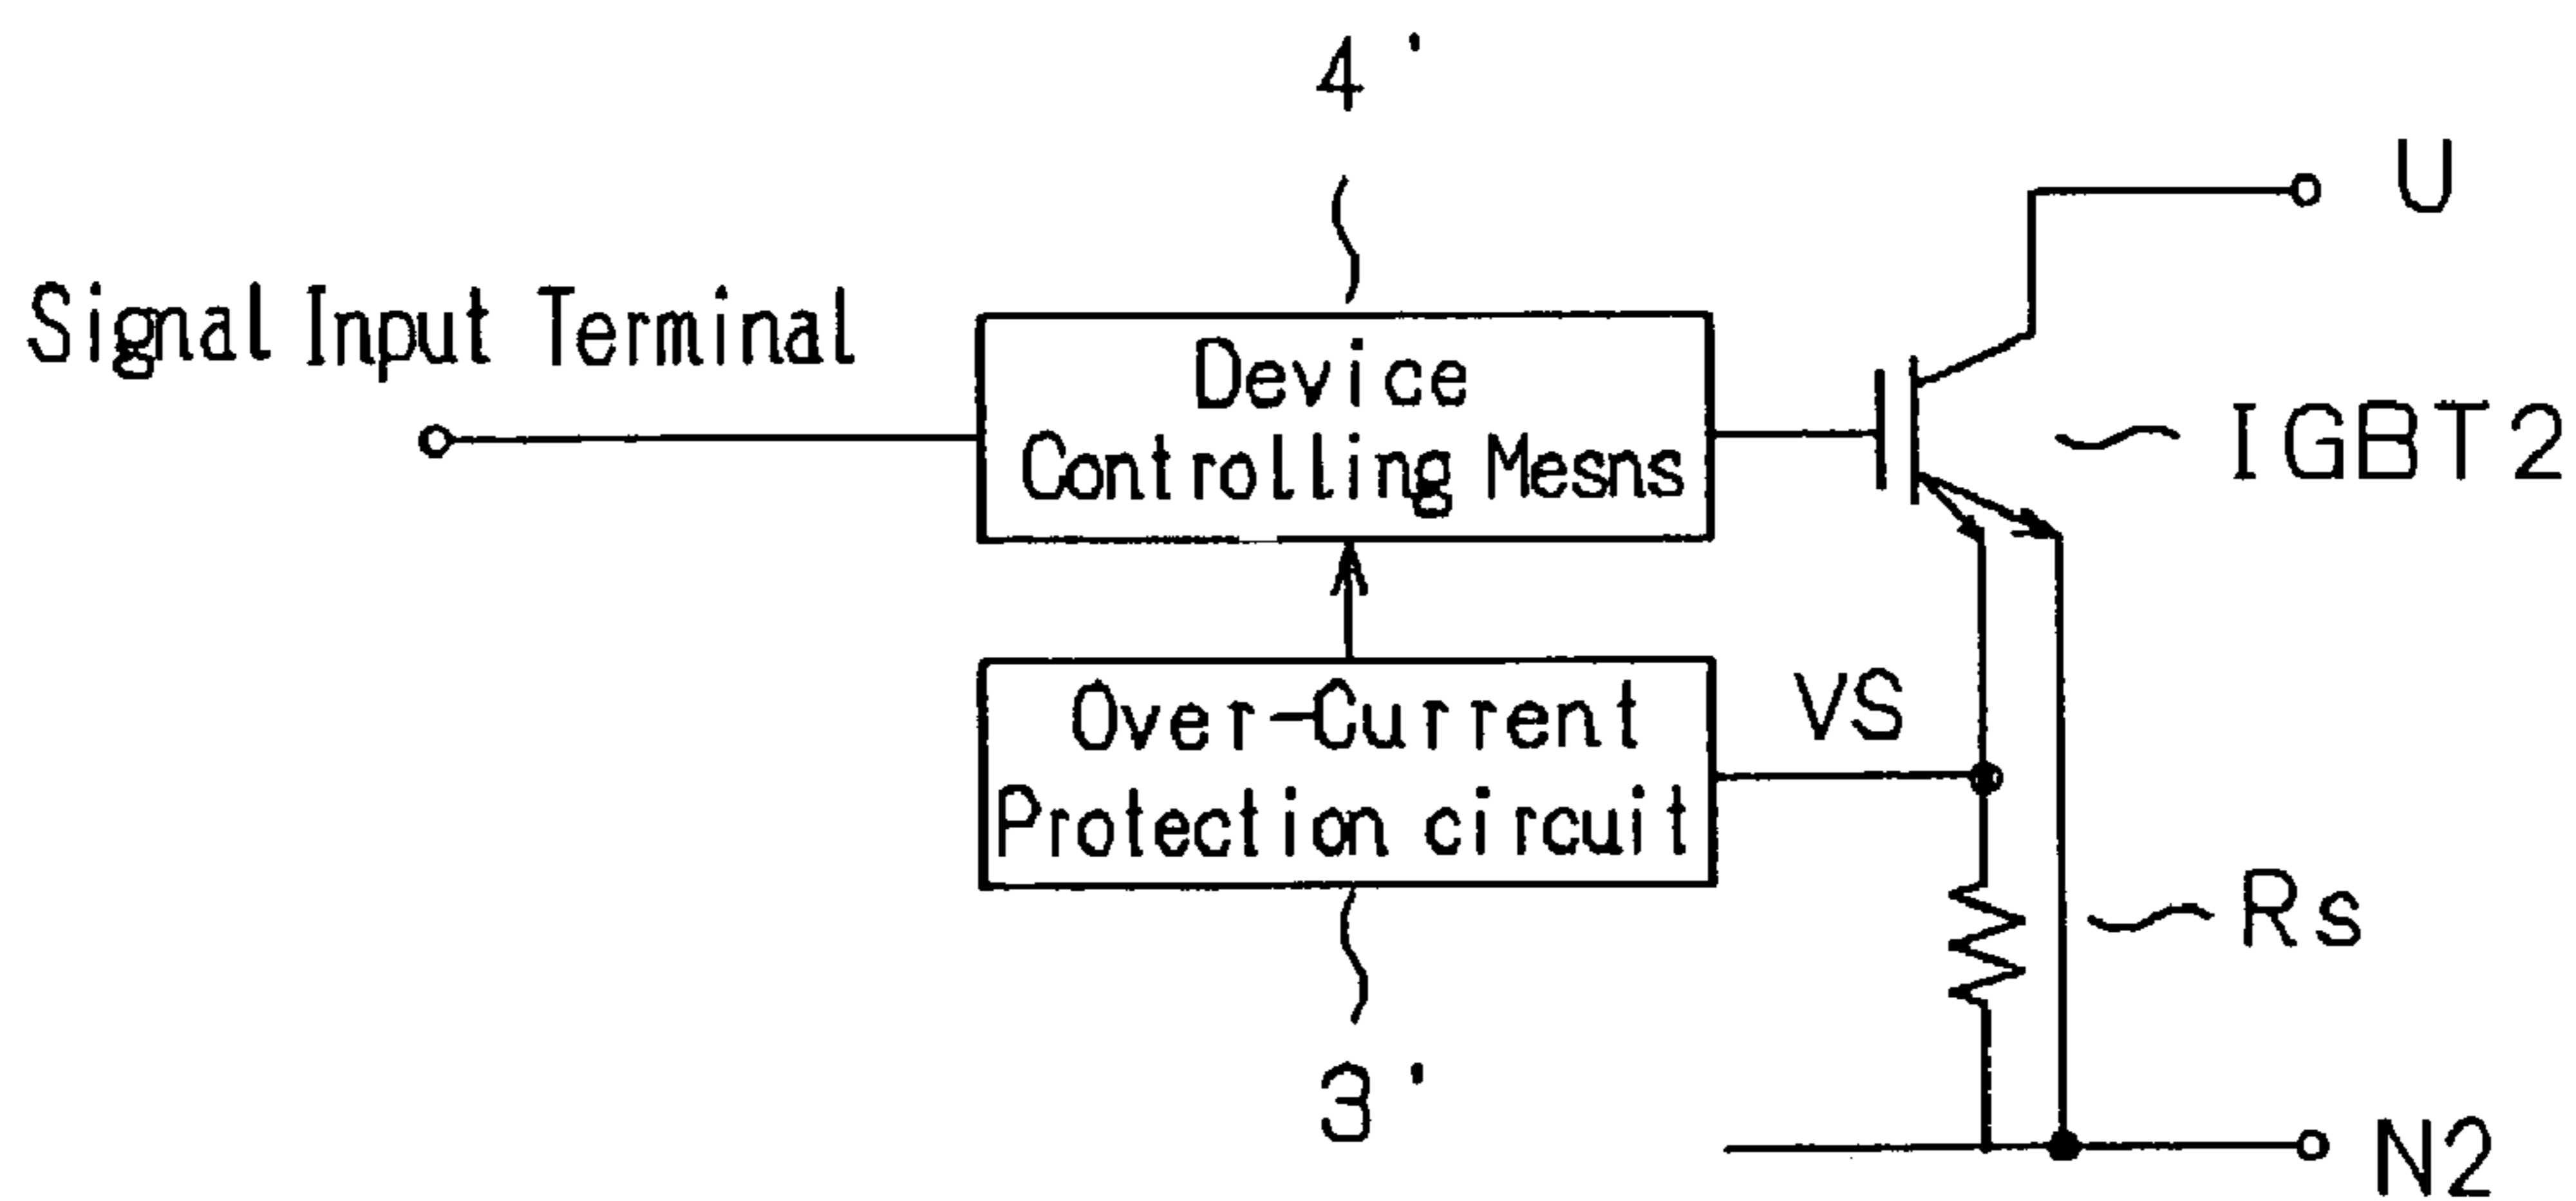 4'
U
Signal Input Terminal
Device
Controlling Mesns
IGBT2
Over-Current
Protection circuit
VS
Rs
3'
N2